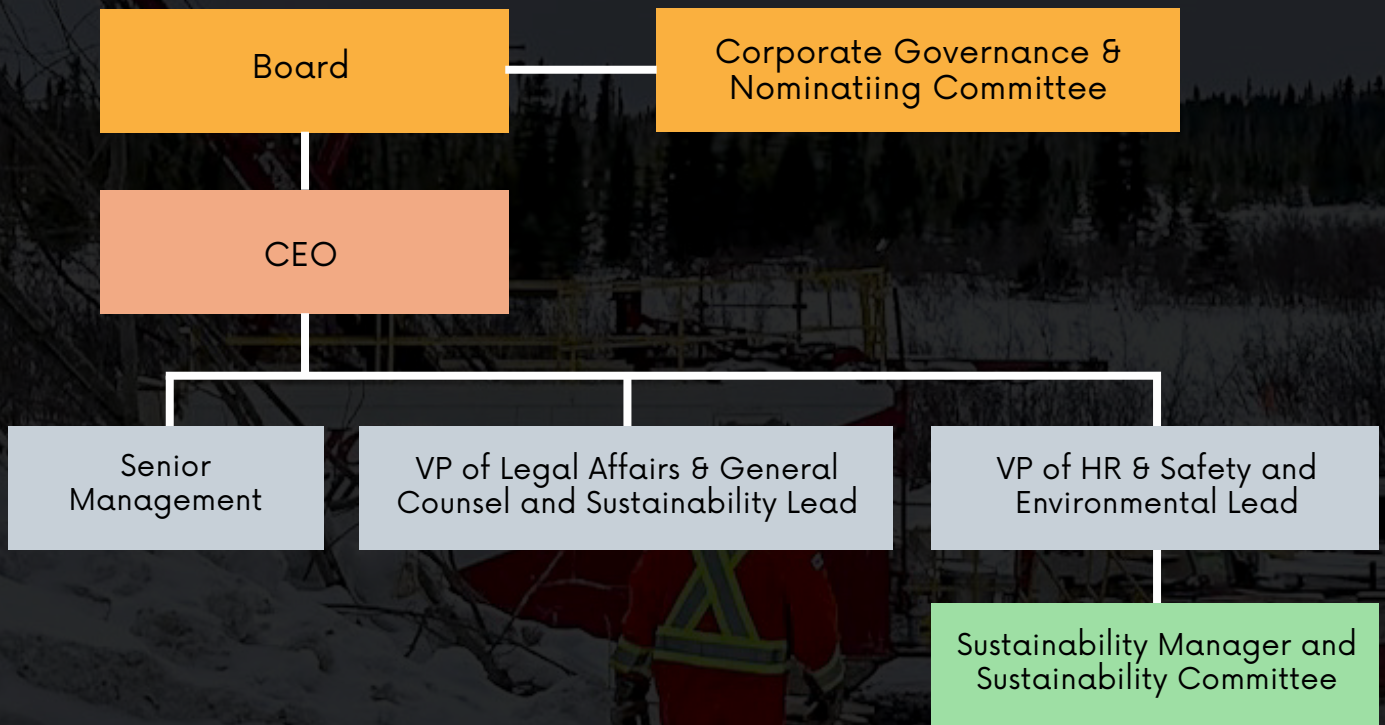 Board
Corporate Governance &
Nominatiing Committee
CEO
Senior
Management
VP of Legal Affairs & General
Counsel and Sustainability Lead
VP of HR & Safety and
Environmental Lead
Sustainability Manager and
Sustainability Committee